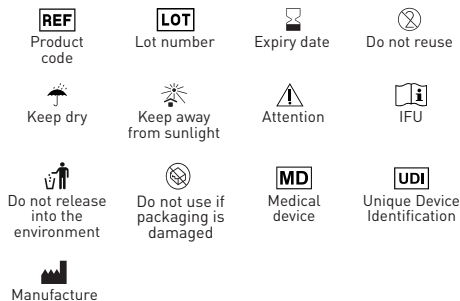 REF
Product
code
LOT
Lot number
Expiry date
2
Do not reuse
Keep dry
Keep away
from sunlight
!
Attention
i
IFU
Do not release
into the
environment
Do not use if
packaging is
damaged
MD
Medical
device
UDI
Unique Device
Identification
Manufacture